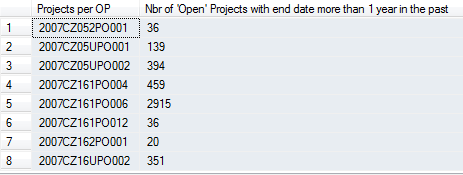 Projects per OP Nbr of 'Open' Projects with end date more than 1 year in the past
1 2007CZ052PO001 36
2 2007CZ05UPO001 139
3 2007CZ05UPO002 394
4 2007CZ161PO004 459
5 2007CZ161PO006 2915
6 2007CZ161PO012 36
7 2007CZ162PO001 20
8 2007CZ16UPO002 351